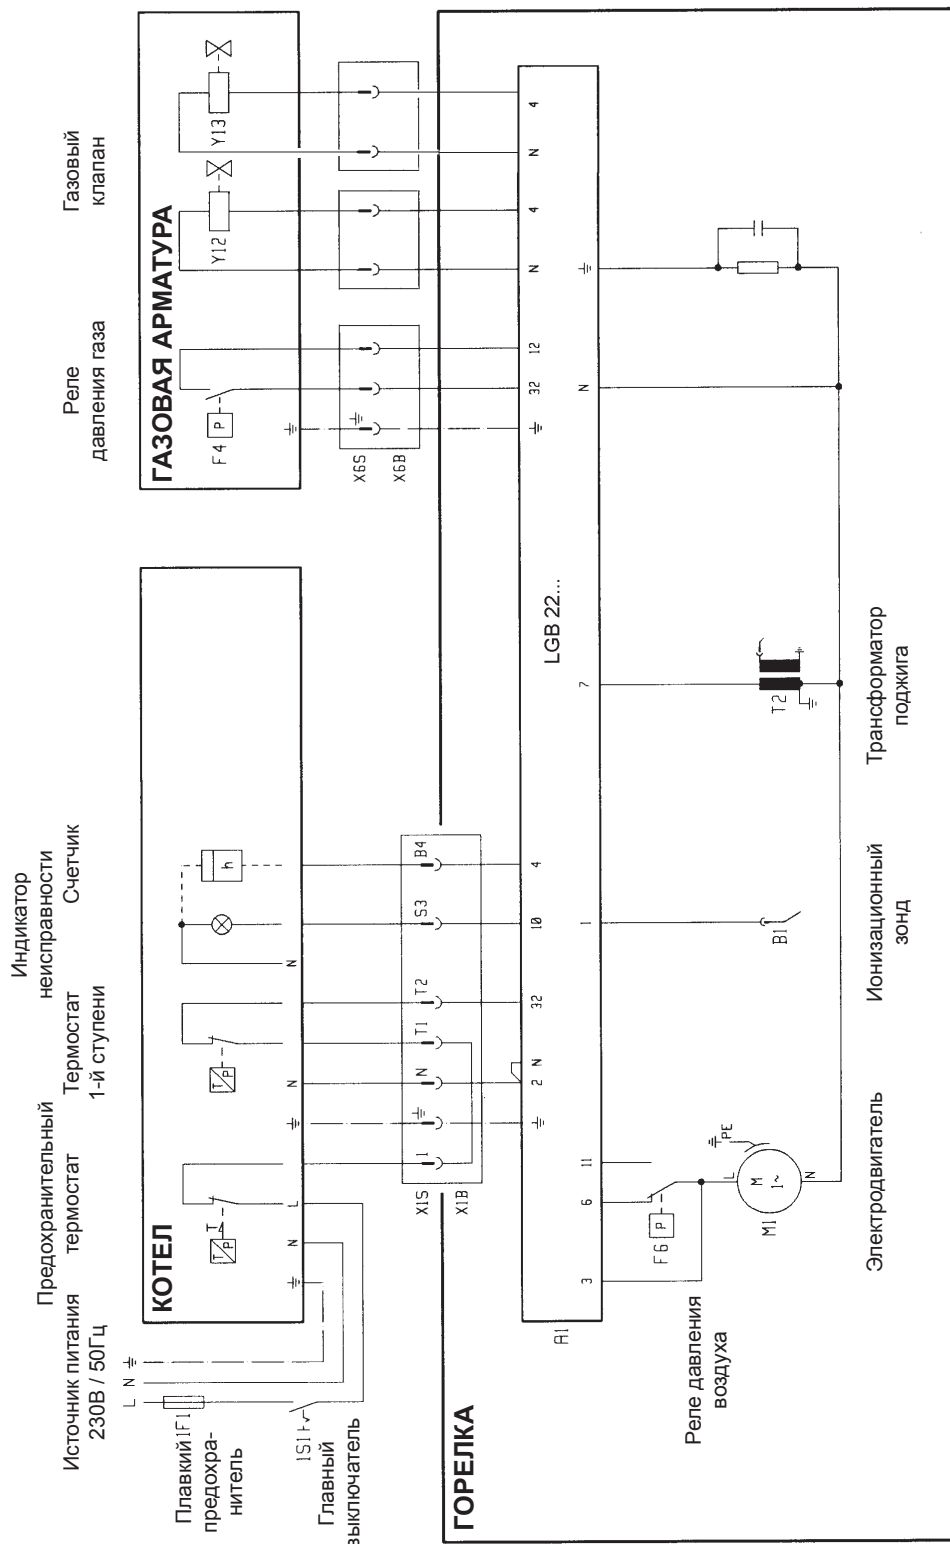 Источник питания
230В / 50Гц
L N
Плавкий
предохра-
нитель
1F1
1S1
Главный
выключатель
Предохранительный
термостат
Термостат
1-й ступени
Индикатор
неисправности
Счетчик
КОТЕЛ
T P
T
T P
h
N
L
N
N
X1S
X1B
1
N
T1
T2
S3
B4
Реле
давления газа
Газовый
клапан
ГАЗОВАЯ АРМАТУРА
F4
P
Y12
Y13
X6S
X6B
ГОРЕЛКА
A1
LGB 22...
2
N
32
10
4
32
12
N
4
N
4
3
6
11
1
7
N
F6
P
Реле давления
воздуха
L
PE
M
1~
N
M1
Электродвигатель
B1
Ионизационный
зонд
T2
Трансформатор
поджига